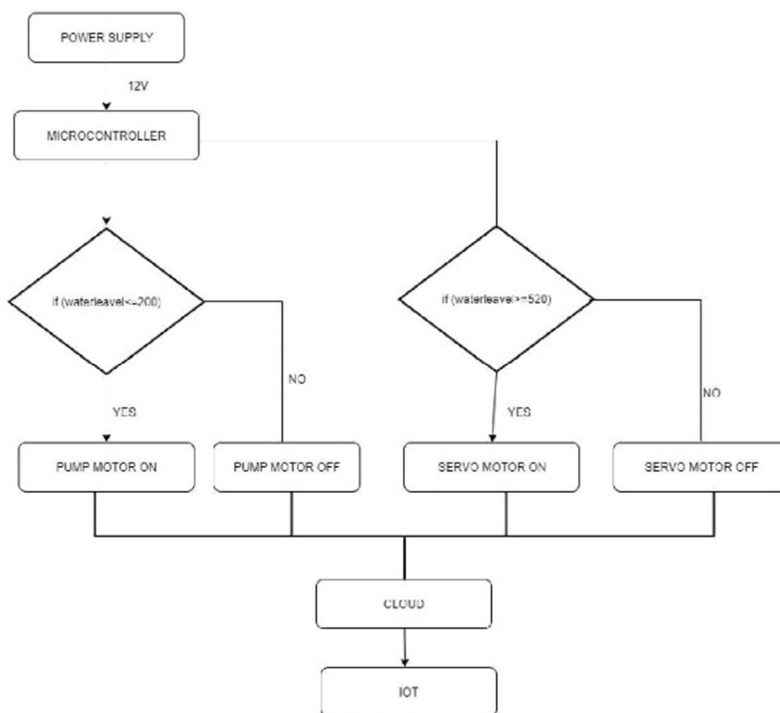 POWER SUPPLY
12V
MICROCONTROLLER
if (waterleavel<=200)
if (waterleavel>=520)
NO
NO
YES
YES
PUMP MOTOR ON
PUMP MOTOR OFF
SERVO MOTOR ON
SERVO MOTOR OFF
CLOUD
IOT